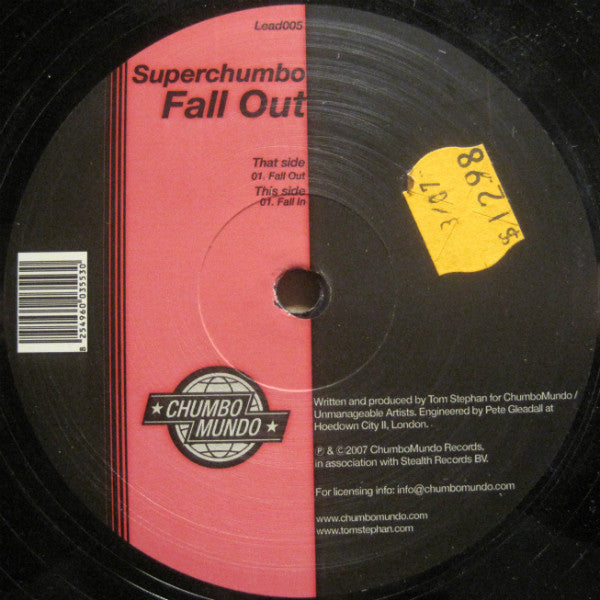 Lead005
Superchumbo
Fall Out
That side
01. Fall Out
This side
01. Fall In
$12 98
3/07
8 254960 035530
CHUMBO
MUNDO
Written and produced by Tom Stephan for ChumboMundo /
Unmanageable Artists. Engineered by Pete Gleadall at
Hoedown City II, London.
℗ & © 2007 ChumboMundo Records,
in association with Stealth Records BV.
For licensing info: info@chumbomundo.com
www.chumbomundo.com
www.tomstephan.com